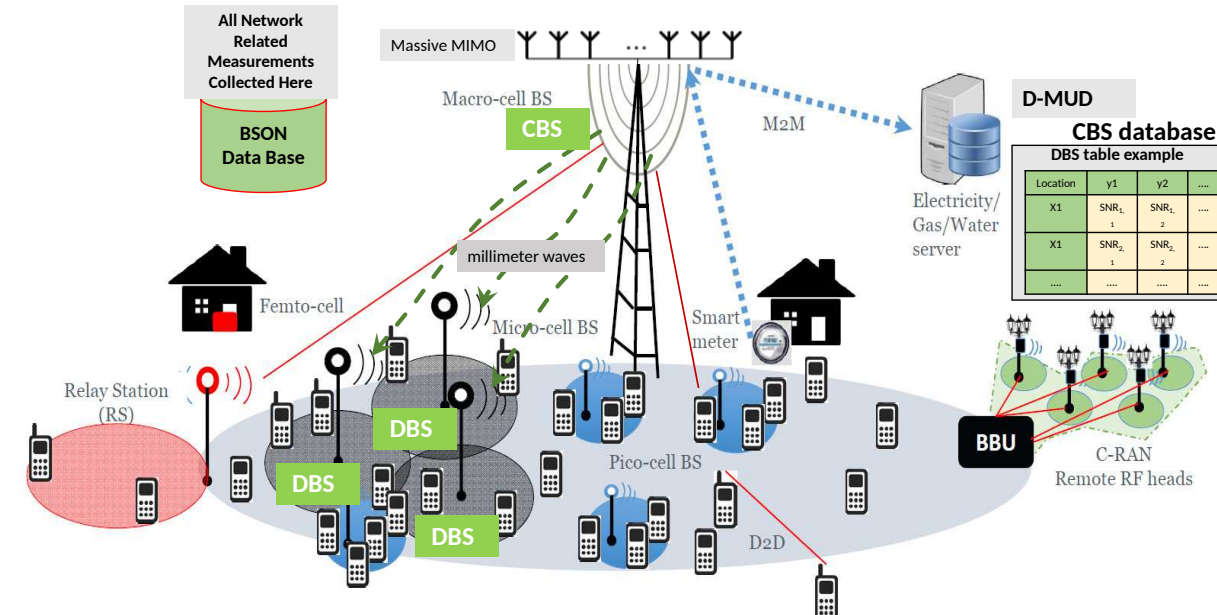 All Network
Related
Measurements
Collected Here
BSON
Data Base
Massive MIMO
...
Macro-cell BS
CBS
M2M
D-MUD
CBS database
DBS table example
Location y1 y2 ....
X1 SNR1,1 SNR1,2 ....
X1 SNR2,1 SNR2,2 ....
.... .... .... ....
Electricity/
Gas/Water
server
millimeter waves
Femto-cell
Micro-cell BS
Smart
meter
Relay Station
(RS)
DBS
DBS
DBS
Pico-cell BS
D2D
BBU
C-RAN
Remote RF heads